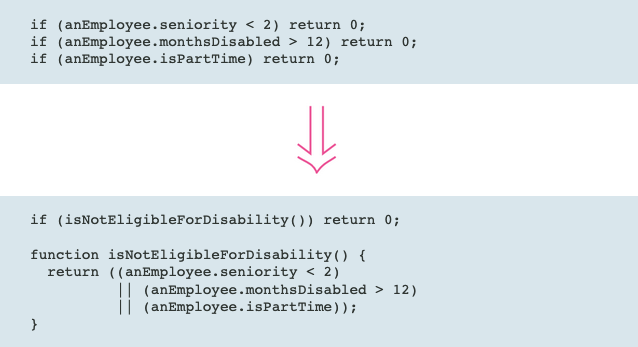 if (anEmployee.seniority < 2) return 0;
if (anEmployee.monthsDisabled > 12) return 0;
if (anEmployee.isPartTime) return 0;
if (isNotEligibleForDisability()) return 0;
function isNotEligibleForDisability() {
  return ((anEmployee.seniority < 2)
          || (anEmployee.monthsDisabled > 12)
          || (anEmployee.isPartTime));
}